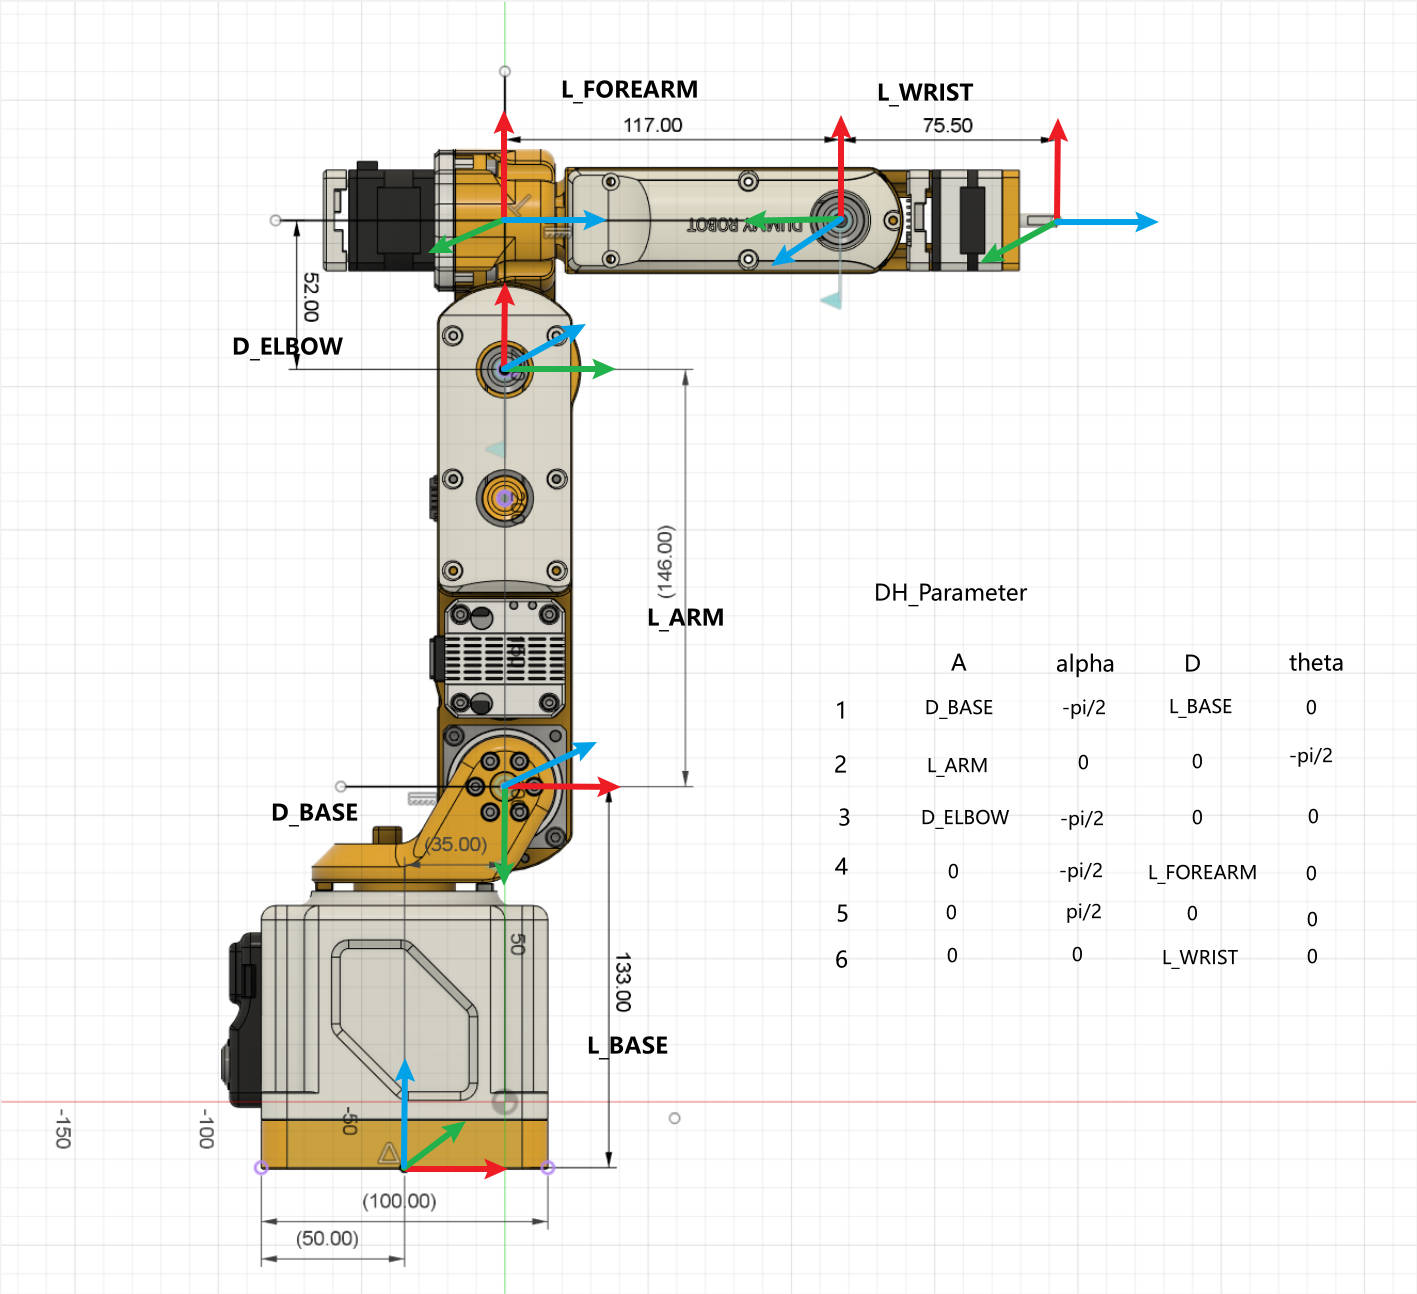 L_FOREARM
L_WRIST
117.00
75.50
DUMMY ROBOT
52.00
D_ELBOW
(146.00)
L_ARM
150
D_BASE
(35.00)
50
133.00
L_BASE
-150
-100
-50
(100.00)
(50.00)
DH_Parameter
A alpha D theta
1 D_BASE -pi/2 L_BASE 0
2 L_ARM 0 0 -pi/2
3 D_ELBOW -pi/2 0 0
4 0 -pi/2 L_FOREARM 0
5 0 pi/2 0 0
6 0 0 L_WRIST 0